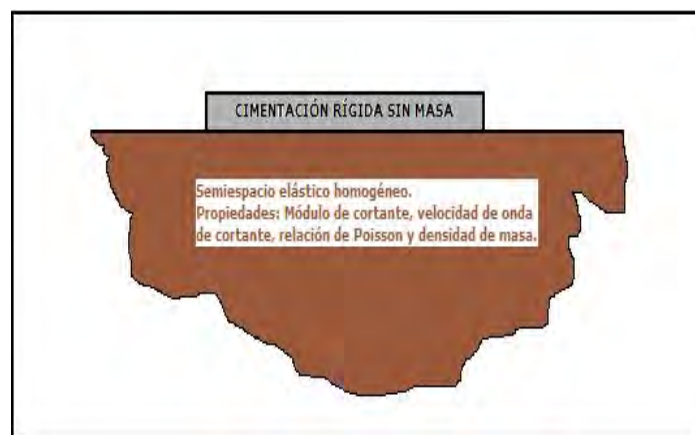 CIMENTACIÓN RÍGIDA SIN MASA
Semiespacio elástico homogéneo.
Propiedades: Módulo de cortante, velocidad de onda
de cortante, relación de Poisson y densidad de masa.